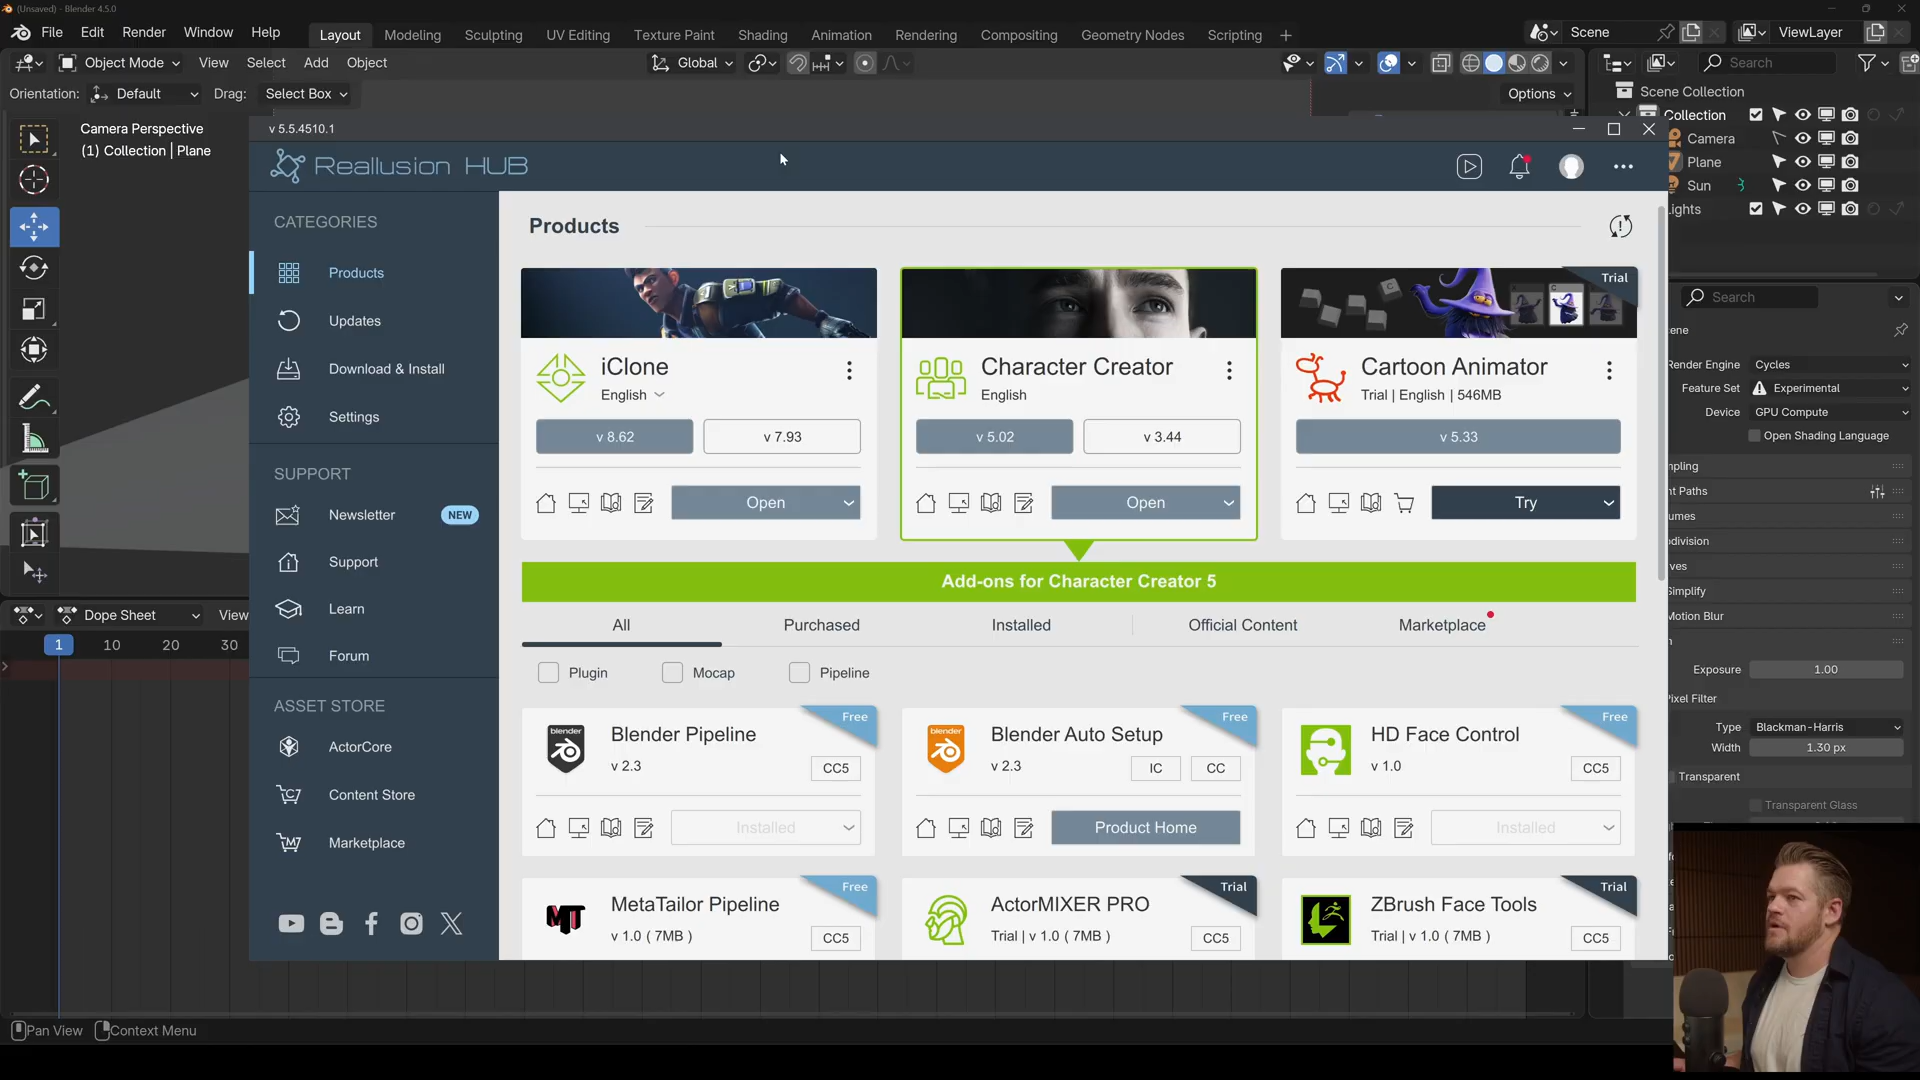 (Unsaved) - Blender 4.5.0
File Edit Render Window Help
Layout Modeling Sculpting UV Editing Texture Paint Shading Animation Rendering Compositing Geometry Nodes Scripting
Scene
ViewLayer
Object Mode View Select Add Object
Global
Search
Orientation: Default Drag: Select Box
Options
Scene Collection
Collection
Camera
Plane
Sun
Lights
Camera Perspective
(1) Collection | Plane
v 5.5.4510.1
Reallusion HUB
CATEGORIES
Products
Updates
Download & Install
Settings
SUPPORT
Newsletter NEW
Support
Learn
Forum
ASSET STORE
ActorCore
Content Store
Marketplace
Products
iClone
English
v 8.62 v 7.93
Open
Character Creator
English
v 5.02 v 3.44
Open
Trial
Cartoon Animator
Trial | English | 546MB
v 5.33
Try
Add-ons for Character Creator 5
All Purchased Installed Official Content Marketplace
Plugin Mocap Pipeline
Free
Blender Pipeline
v 2.3
CC5
Installed
Free
Blender Auto Setup
v 2.3
IC CC
Product Home
Free
HD Face Control
v 1.0
CC5
Installed
Free
MetaTailor Pipeline
v 1.0 ( 7MB )
CC5
Trial
ActorMIXER PRO
Trial | v 1.0 ( 7MB )
CC5
Trial
ZBrush Face Tools
Trial | v 1.0 ( 7MB )
CC5
Search
Render Engine Cycles
Feature Set Experimental
Device GPU Compute
Open Shading Language
Simplify
Motion Blur
Exposure 1.00
Pixel Filter
Type Blackman-Harris
Width 1.30 px
Transparent
Transparent Glass
Dope Sheet View
1 10 20 30
Pan View Context Menu